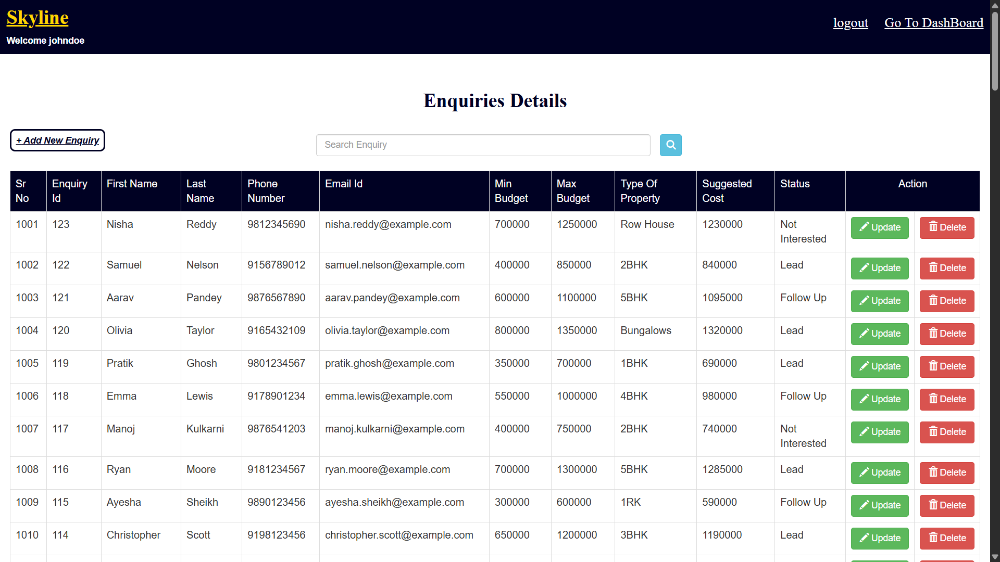 Skyline
Welcome johndoe
logout Go To DashBoard
Enquiries Details
+ Add New Enquiry
Search Enquiry
Sr No Enquiry Id First Name Last Name Phone Number Email Id Min Budget Max Budget Type Of Property Suggested Cost Status Action
1001 123 Nisha Reddy 9812345690 nisha.reddy@example.com 700000 1250000 Row House 1230000 Not Interested Update Delete
1002 122 Samuel Nelson 9156789012 samuel.nelson@example.com 400000 850000 2BHK 840000 Lead Update Delete
1003 121 Aarav Pandey 9876567890 aarav.pandey@example.com 600000 1100000 5BHK 1095000 Follow Up Update Delete
1004 120 Olivia Taylor 9165432109 olivia.taylor@example.com 800000 1350000 Bungalows 1320000 Lead Update Delete
1005 119 Pratik Ghosh 9801234567 pratik.ghosh@example.com 350000 700000 1BHK 690000 Lead Update Delete
1006 118 Emma Lewis 9178901234 emma.lewis@example.com 550000 1000000 4BHK 980000 Follow Up Update Delete
1007 117 Manoj Kulkarni 9876541203 manoj.kulkarni@example.com 400000 750000 2BHK 740000 Not Interested Update Delete
1008 116 Ryan Moore 9181234567 ryan.moore@example.com 700000 1300000 5BHK 1285000 Lead Update Delete
1009 115 Ayesha Sheikh 9890123456 ayesha.sheikh@example.com 300000 600000 1RK 590000 Follow Up Update Delete
1010 114 Christopher Scott 9198123456 christopher.scott@example.com 650000 1200000 3BHK 1190000 Lead Update Delete